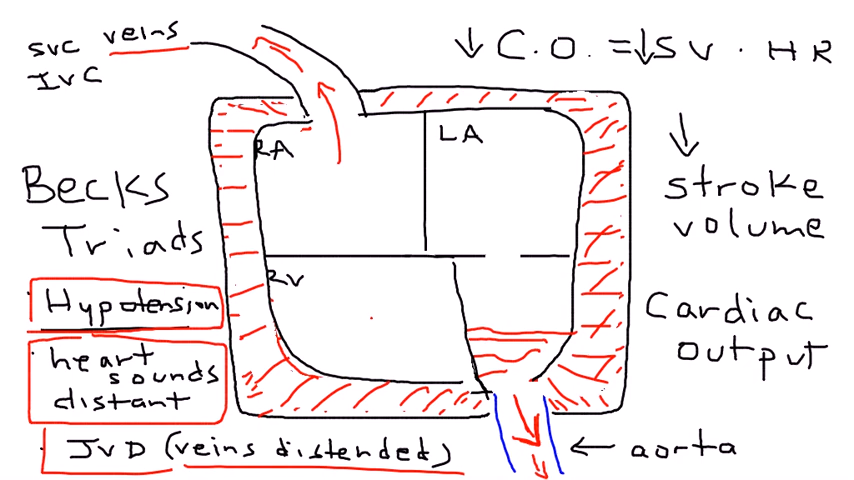 svc veins
IVC
↓ C.O. = ↓SV · HR
RA
LA
↓
stroke
volume
Becks
Triads
Hypotension
heart
sounds
distant
JVD (veins distended)
RV
Cardiac
output
← aorta